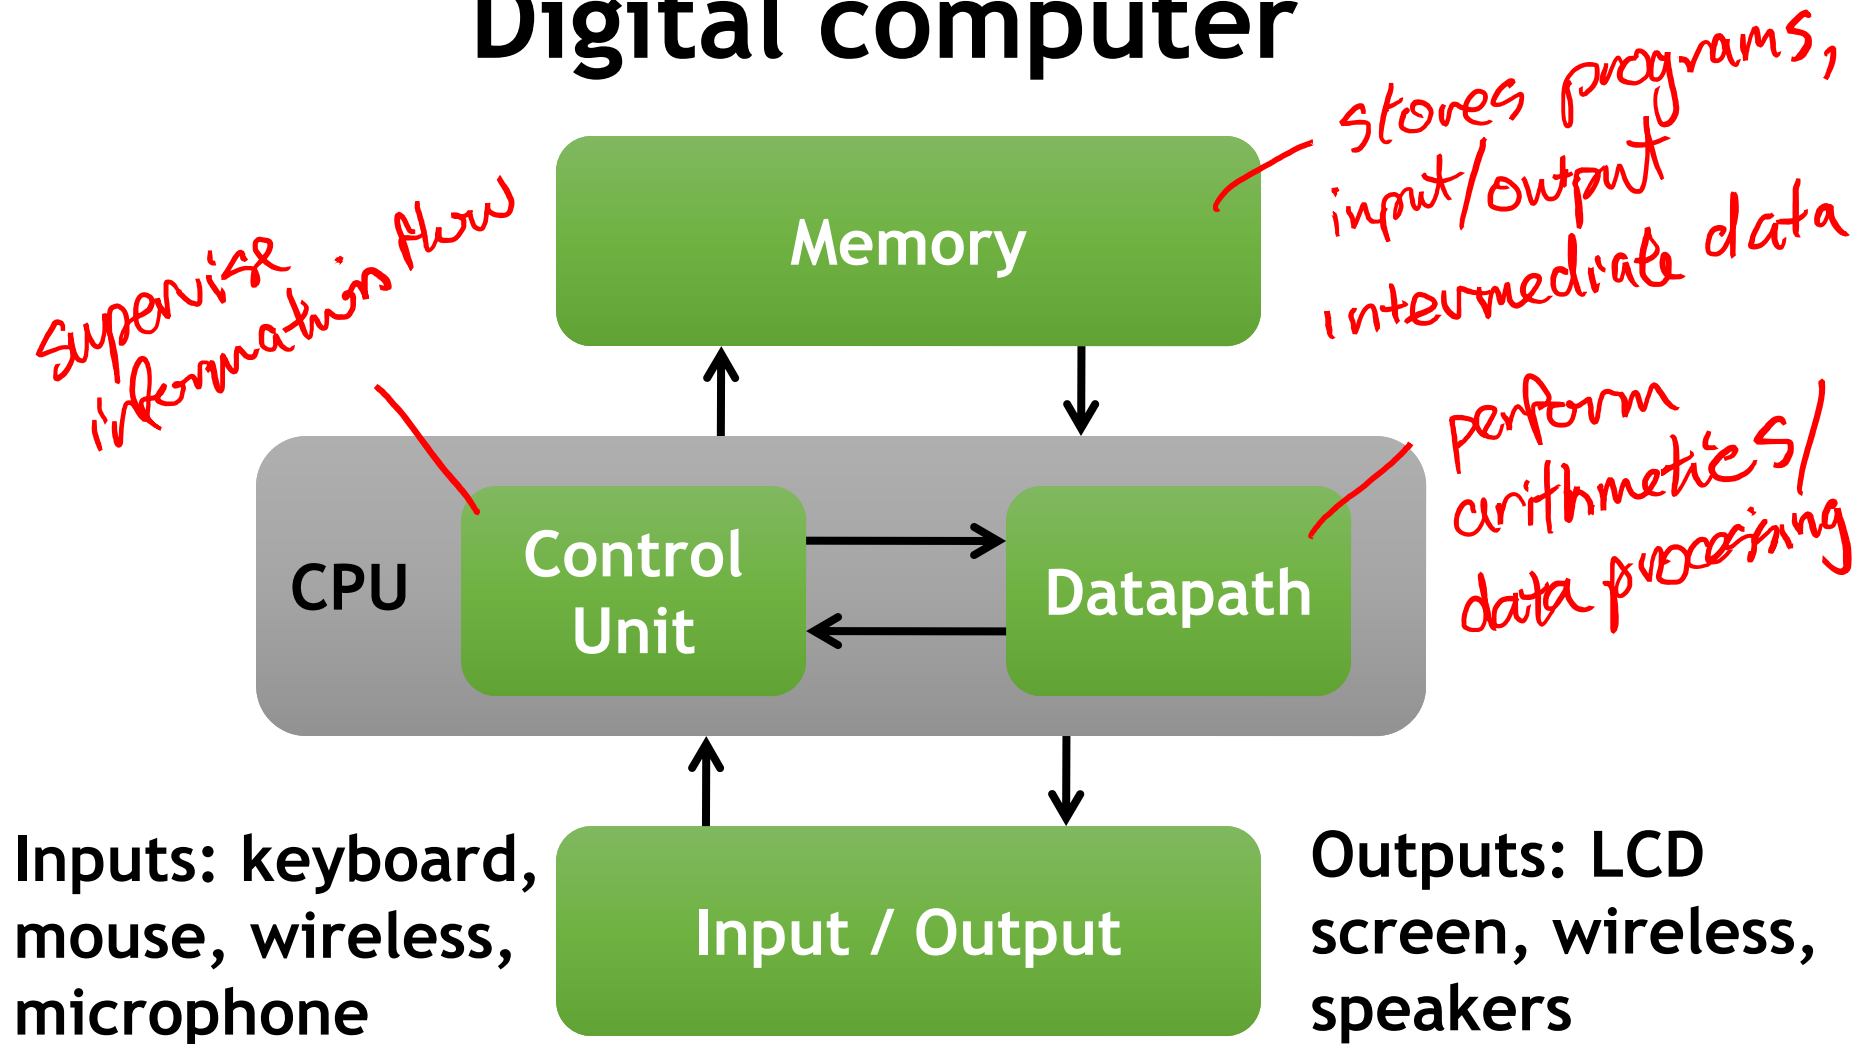 Digital computer
stores programs,
input/output
intermediate data
Memory
supervise
information flow
perform
arithmetics/
data processing
CPU
Control
Unit
Datapath
Inputs: keyboard,
mouse, wireless,
microphone
Input / Output
Outputs: LCD
screen, wireless,
speakers